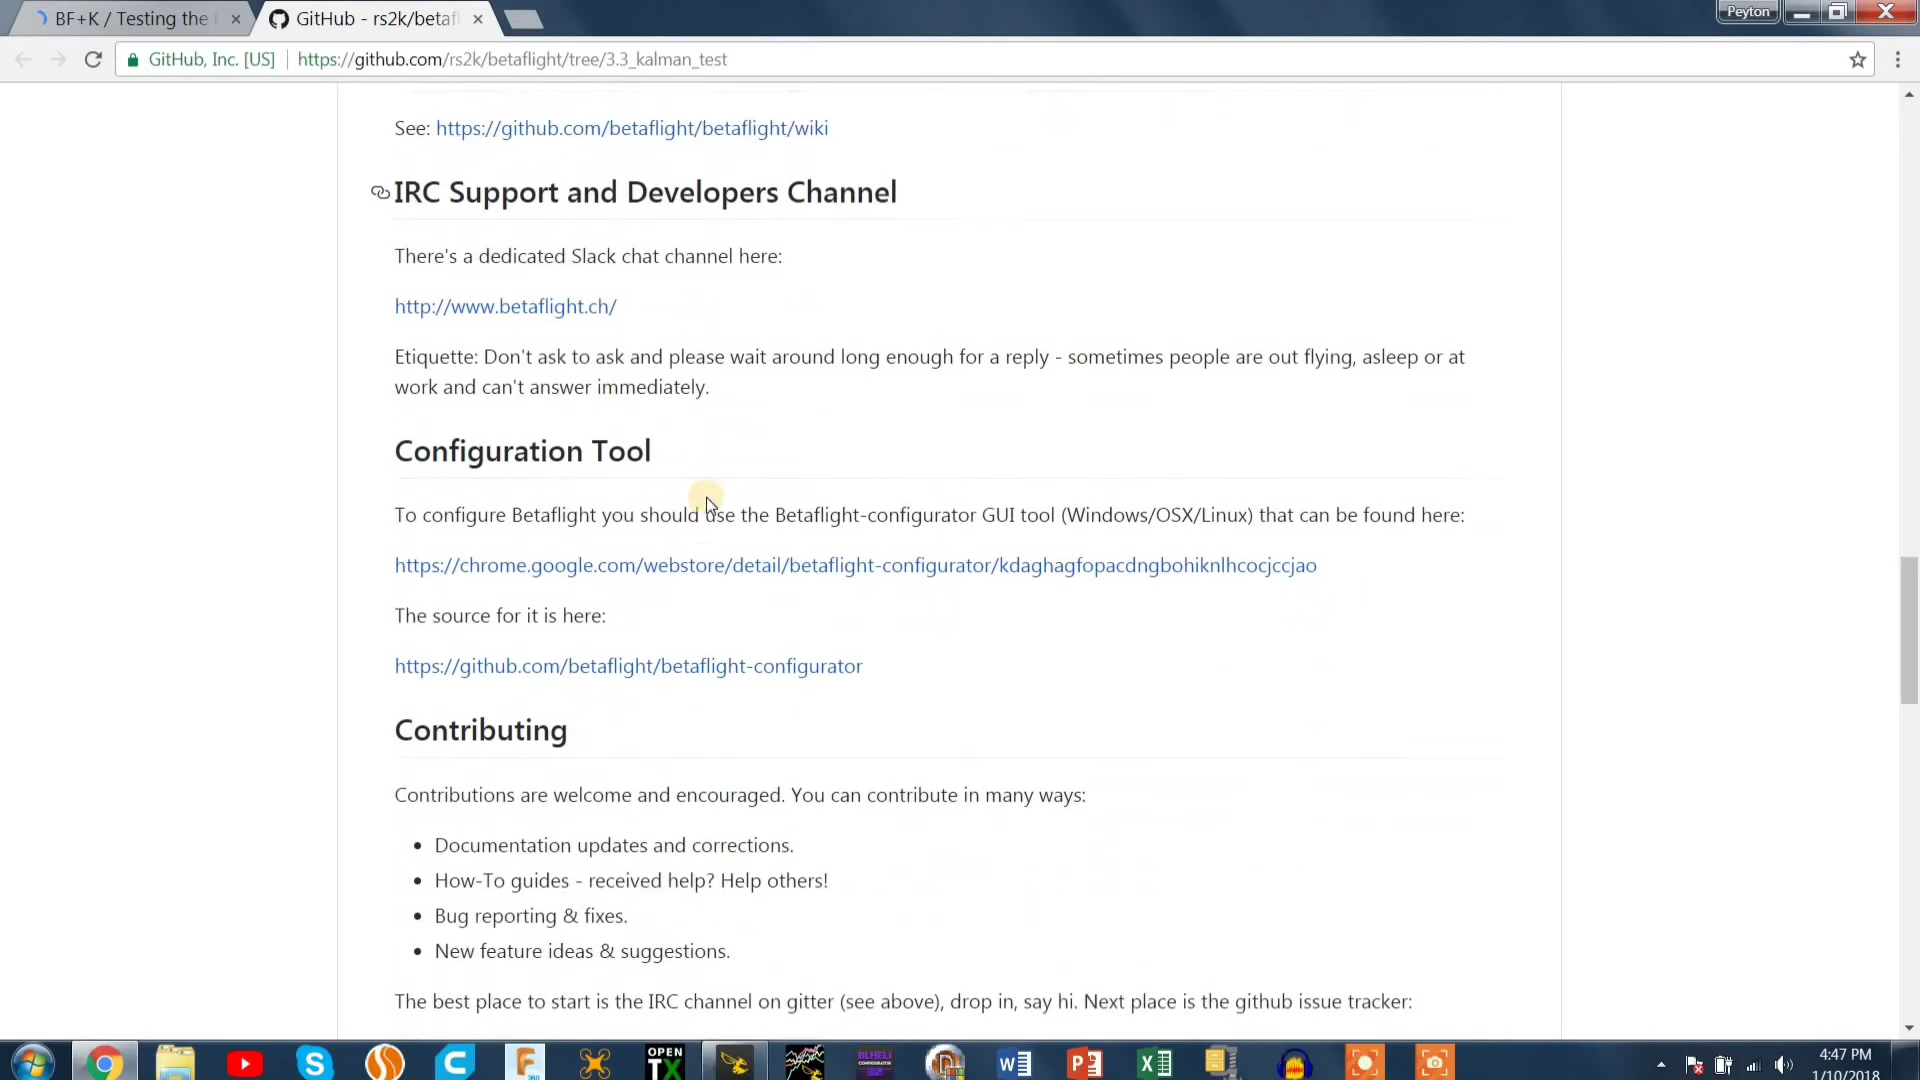 BF+K / Testing the
GitHub - rs2k/betafl
Peyton
GitHub, Inc. [US]
https://github.com/rs2k/betaflight/tree/3.3_kalman_test
See: https://github.com/betaflight/betaflight/wiki
IRC Support and Developers Channel
There's a dedicated Slack chat channel here:
http://www.betaflight.ch/
Etiquette: Don't ask to ask and please wait around long enough for a reply - sometimes people are out flying, asleep or at
work and can't answer immediately.
Configuration Tool
To configure Betaflight you should use the Betaflight-configurator GUI tool (Windows/OSX/Linux) that can be found here:
https://chrome.google.com/webstore/detail/betaflight-configurator/kdaghagfopacdngbohiknlhcocjccjao
The source for it is here:
https://github.com/betaflight/betaflight-configurator
Contributing
Contributions are welcome and encouraged. You can contribute in many ways:
• Documentation updates and corrections.
• How-To guides - received help? Help others!
• Bug reporting & fixes.
• New feature ideas & suggestions.
The best place to start is the IRC channel on gitter (see above), drop in, say hi. Next place is the github issue tracker:
OPEN
TX
BLHELI
CONFIGURATOR
4:47 PM
1/10/2018